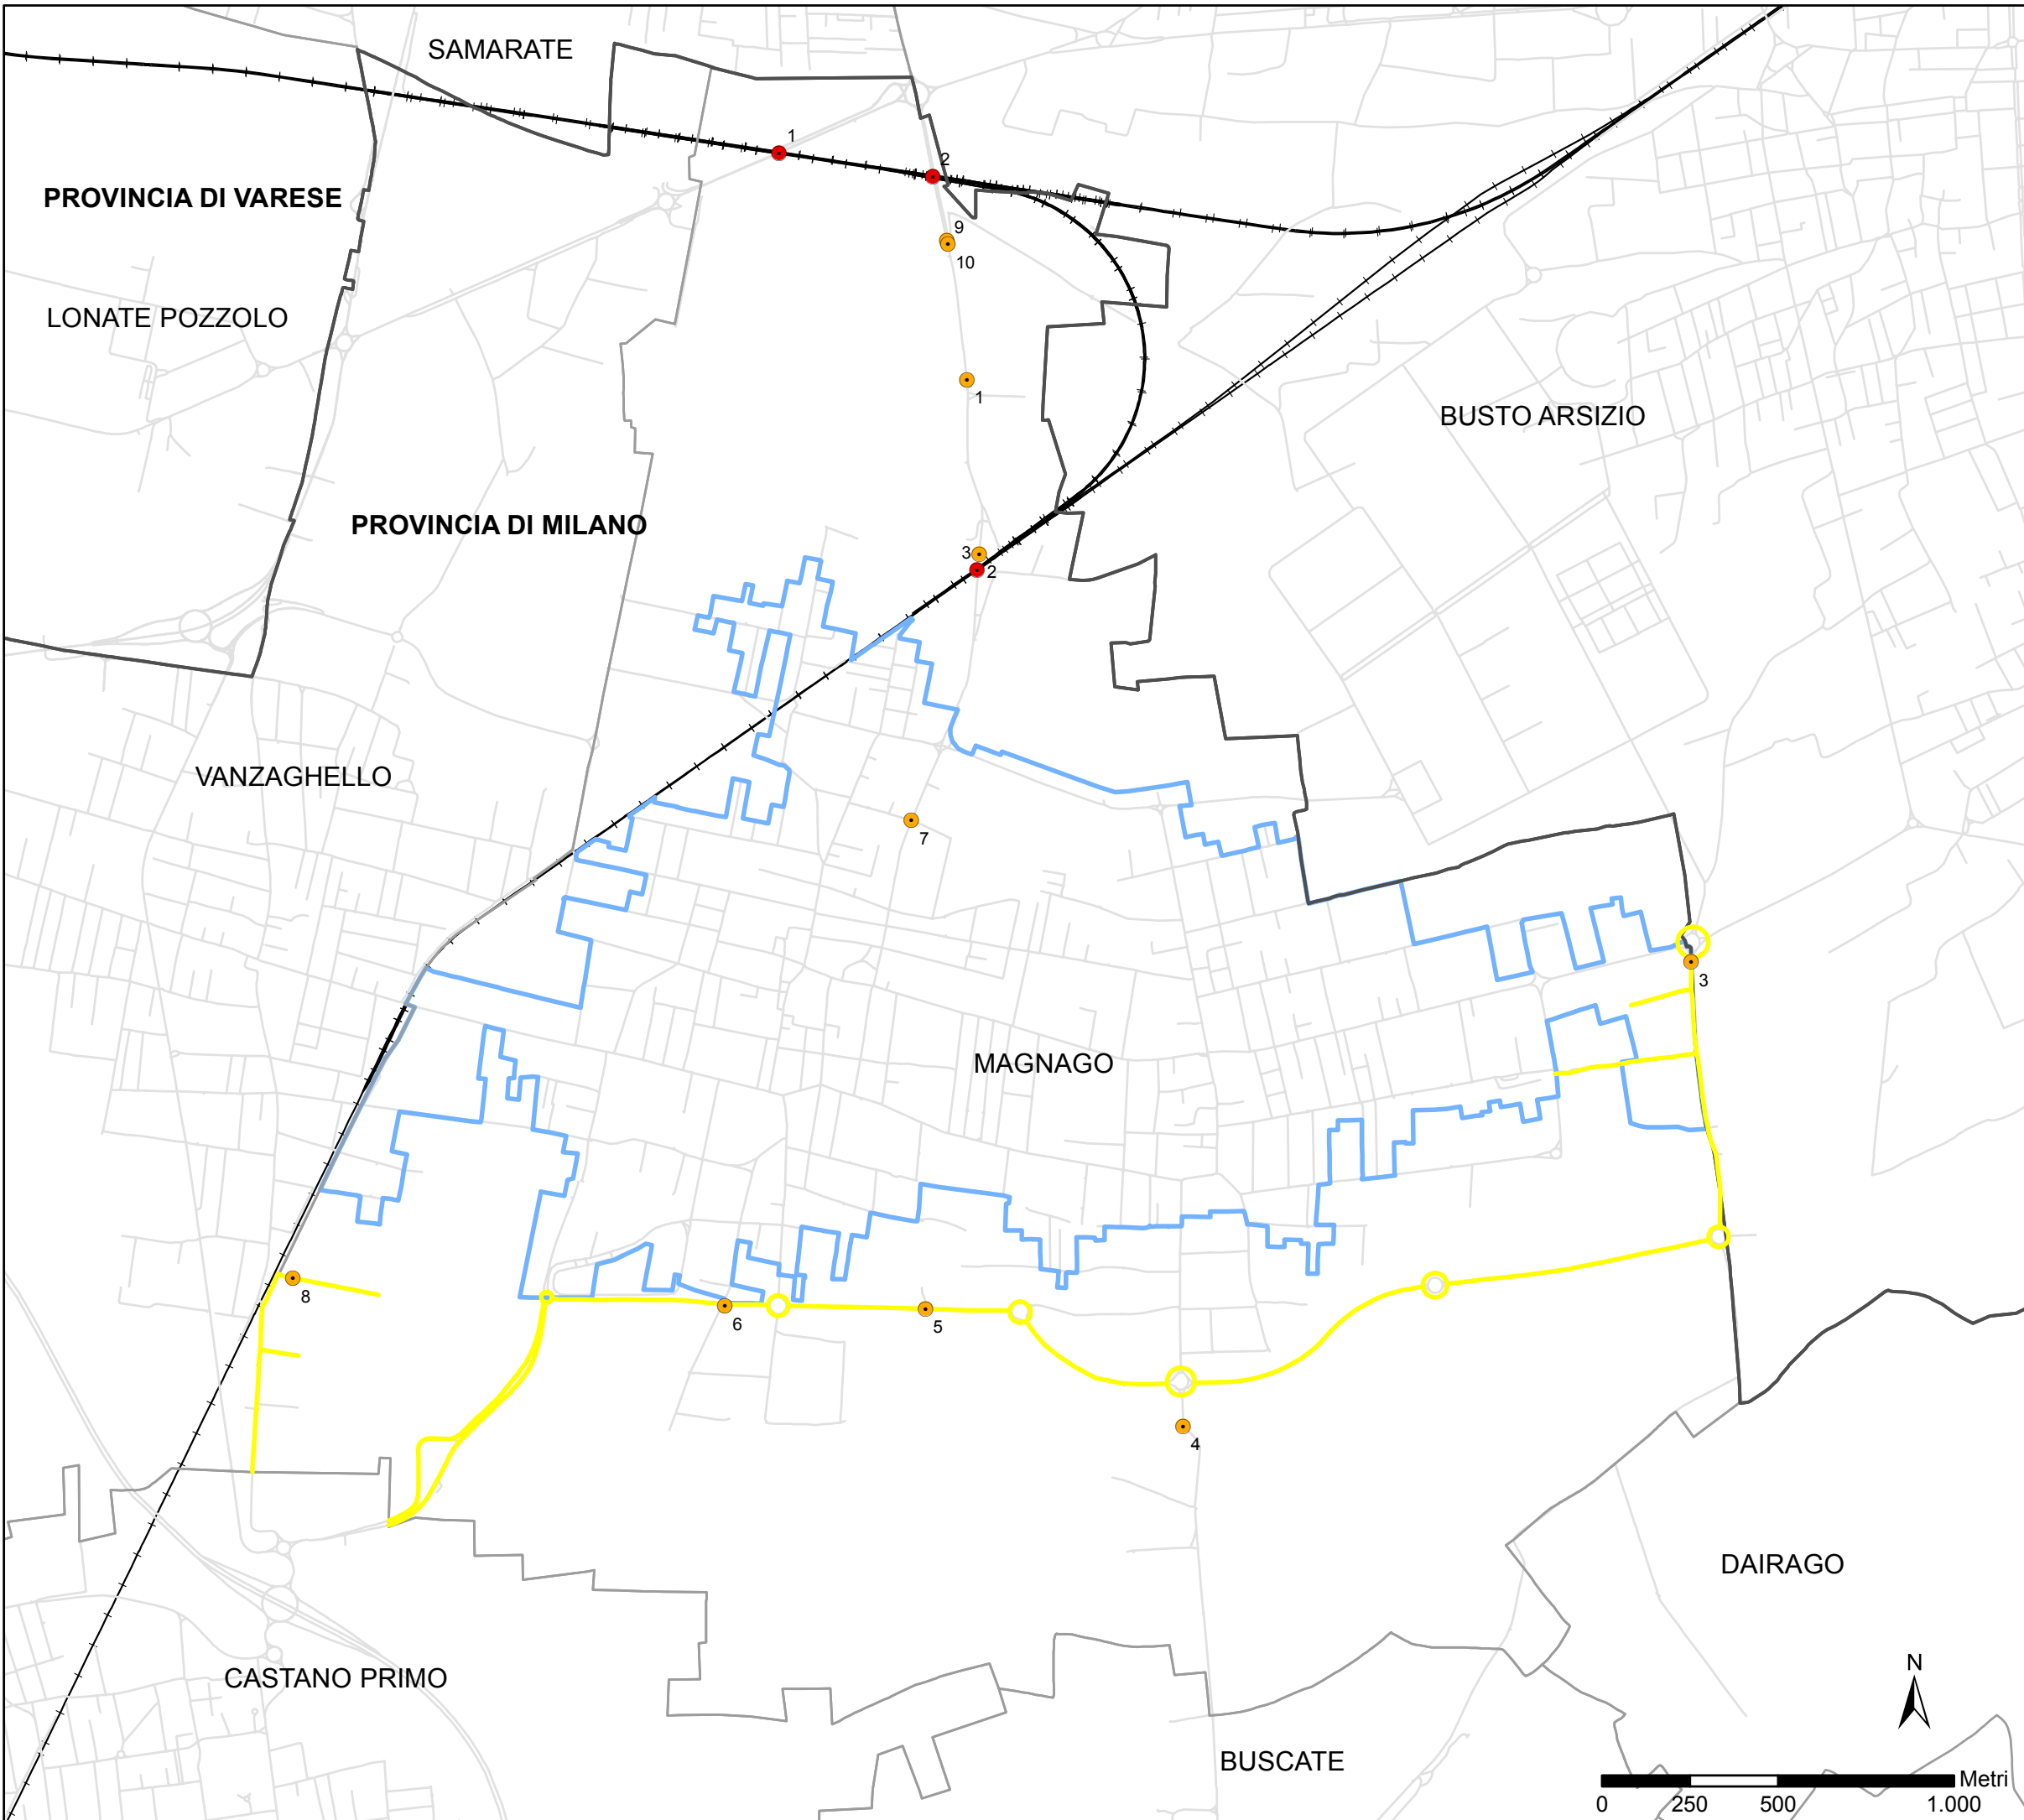 SAMARATE
1
2
PROVINCIA DI VARESE
9
10
LONATE POZZOLO
1
BUSTO ARSIZIO
PROVINCIA DI MILANO
3
2
VANZAGHELLO
7
3
MAGNAGO
8
6
5
4
DAIRAGO
CASTANO PRIMO
N
BUSCATE
Metri
0 250 500 1.000